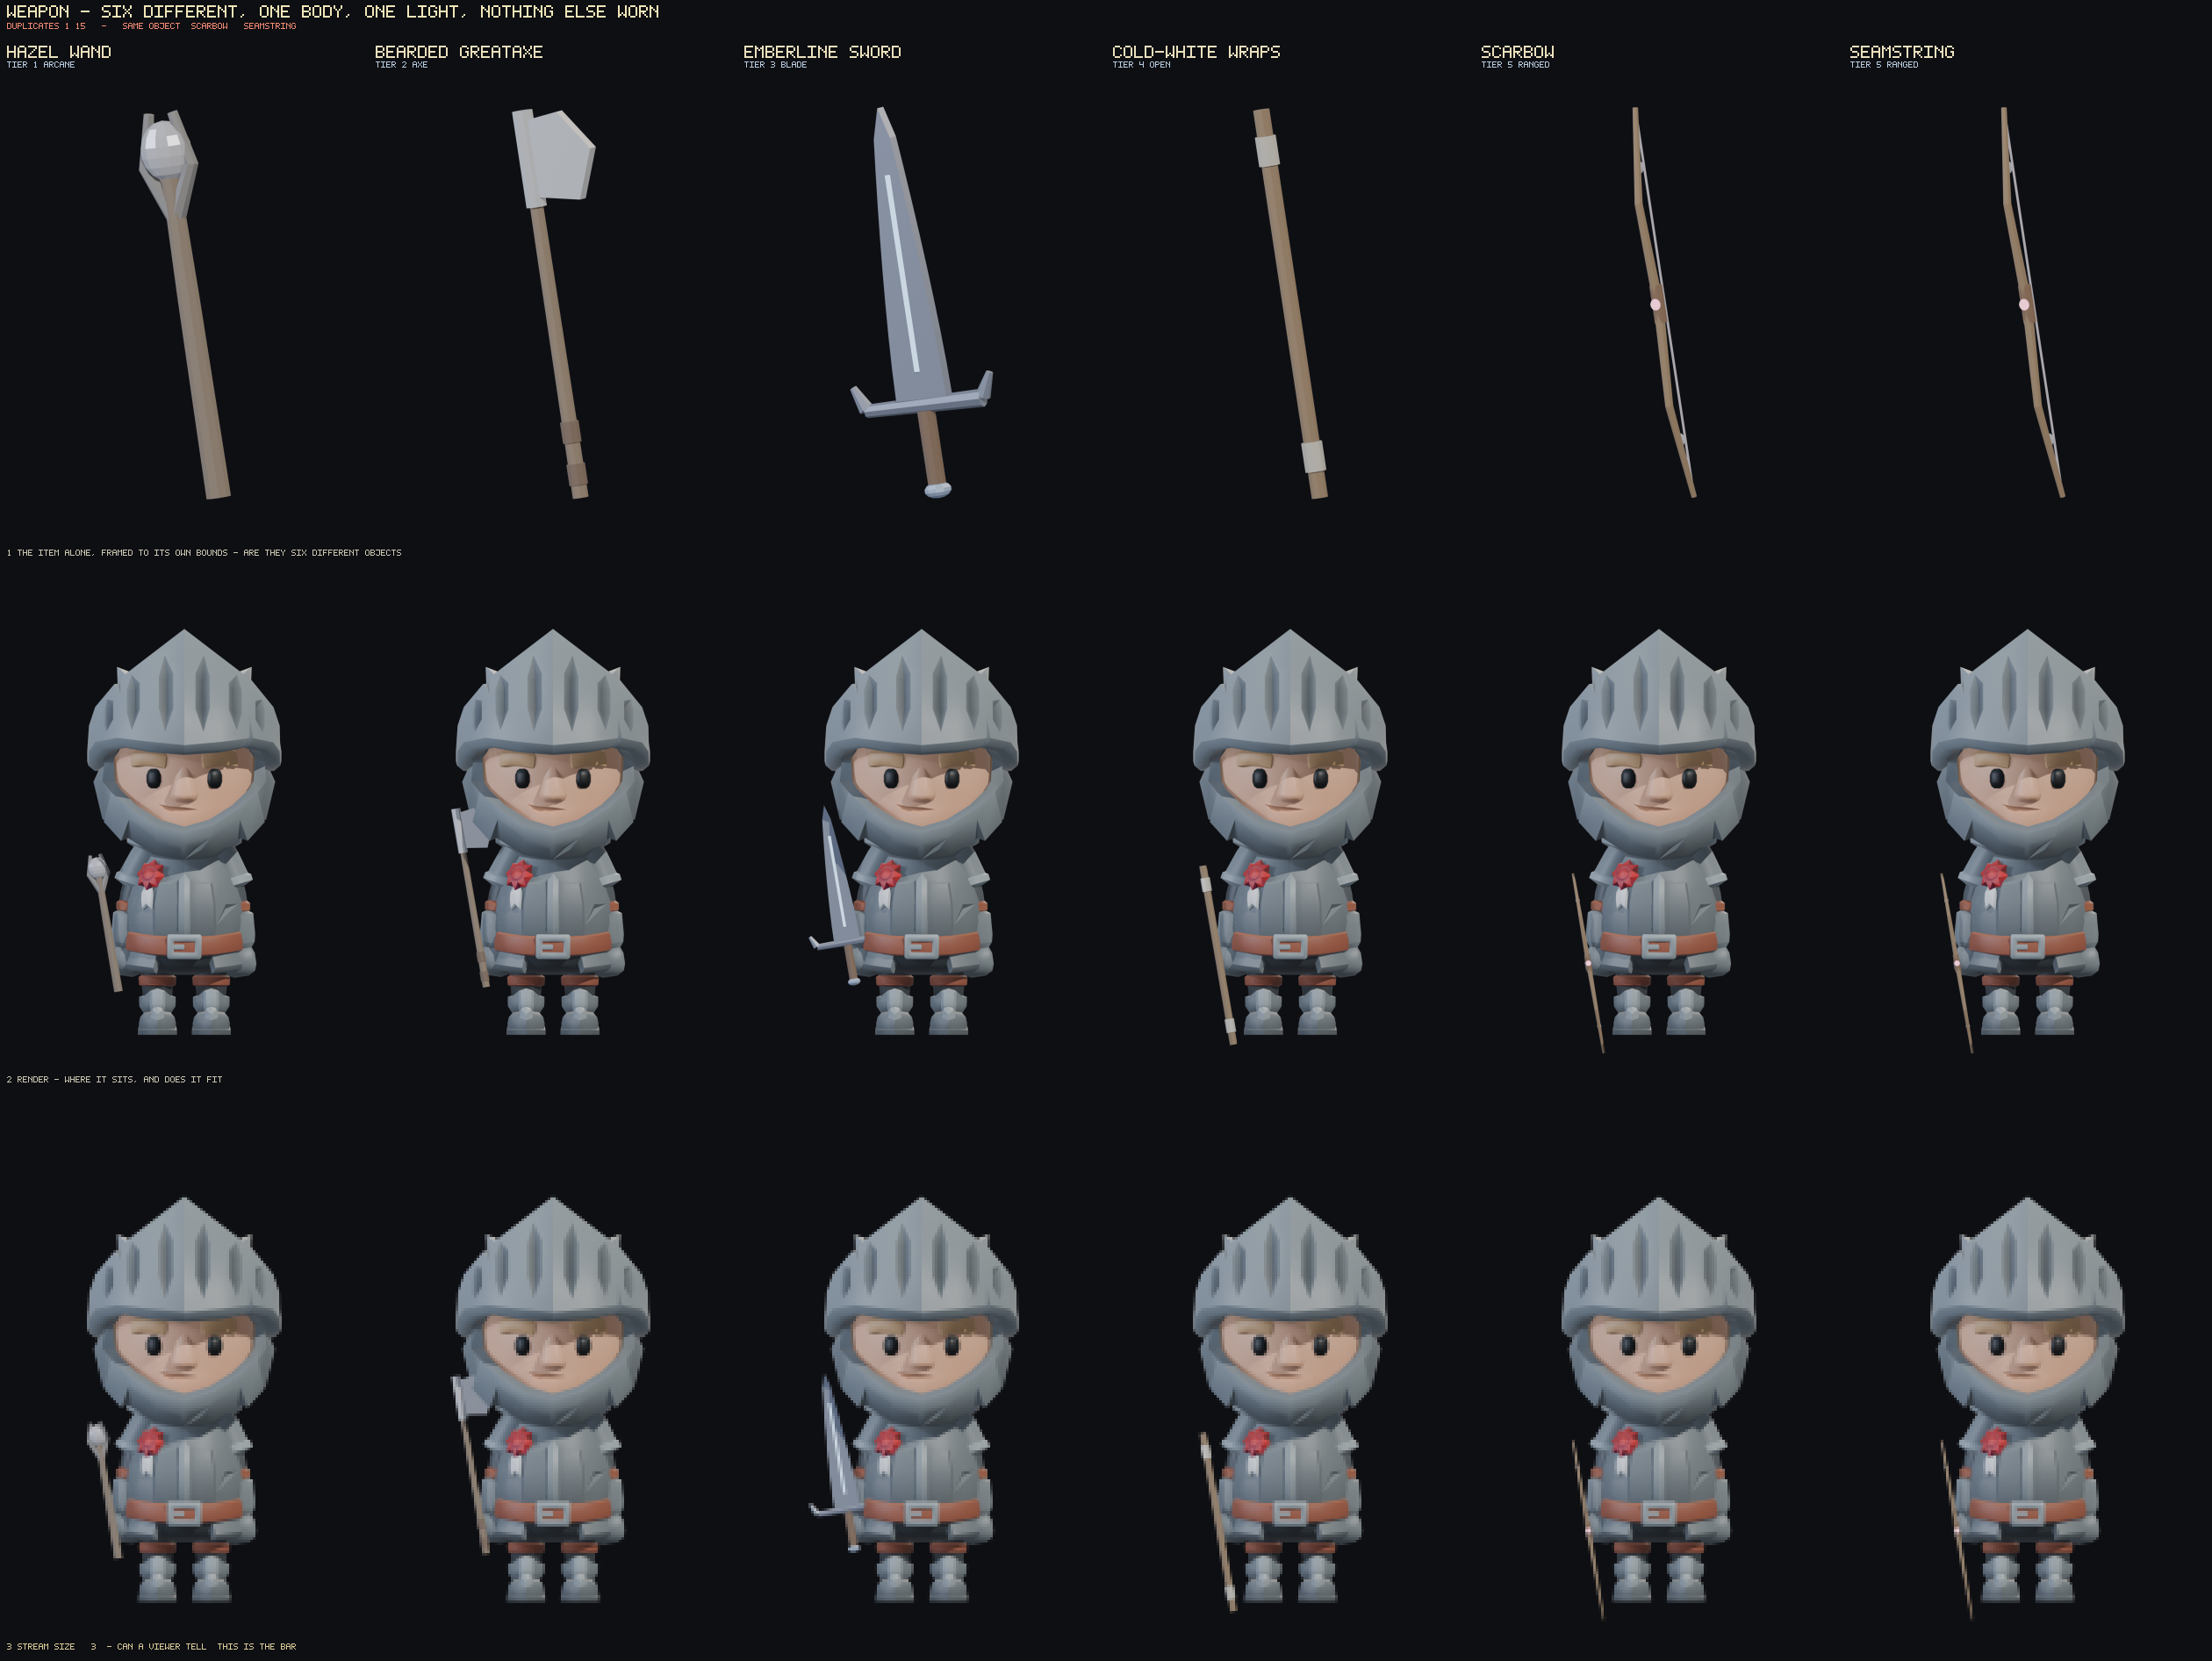 WEAPON – SIX DIFFERENT, ONE BODY, ONE LIGHT, NOTHING ELSE WORN
DUPLICATES 1 15 – SAME OBJECT SCARBOW SEAMSTRING
HAZEL WAND
TIER 1 ARCANE
BEARDED GREATAXE
TIER 2 AXE
EMBERLINE SWORD
TIER 3 BLADE
COLD-WHITE WRAPS
TIER 4 OPEN
SCARBOW
TIER 5 RANGED
SEAMSTRING
TIER 5 RANGED
1 THE ITEM ALONE, FRAMED TO ITS OWN BOUNDS – ARE THEY SIX DIFFERENT OBJECTS
2 RENDER – WHERE IT SITS, AND DOES IT FIT
3 STREAM SIZE 3 – CAN A VIEWER TELL THIS IS THE BAR